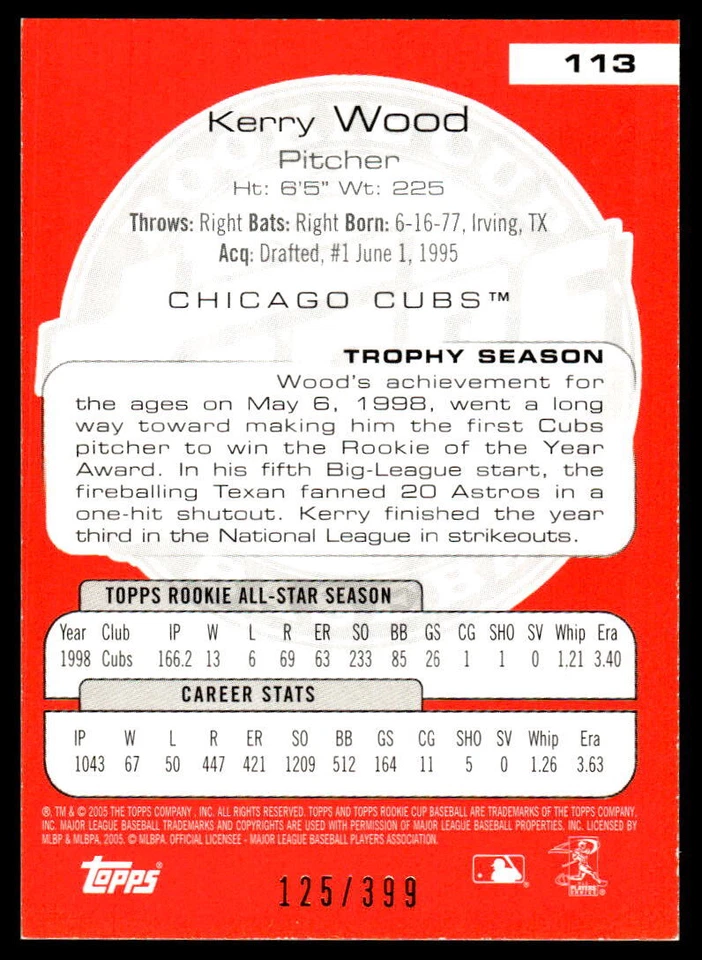 113
Kerry Wood
Pitcher
Ht: 6'5" Wt: 225
Throws: Right Bats: Right Born: 6-16-77, Irving, TX
Acq: Drafted, #1 June 1, 1995
CHICAGO CUBS™
TROPHY SEASON
Wood's achievement for
the ages on May 6, 1998, went a long
way toward making him the first Cubs
pitcher to win the Rookie of the Year
Award. In his fifth Big-League start, the
fireballing Texan fanned 20 Astros in a
one-hit shutout. Kerry finished the year
third in the National League in strikeouts.
TOPPS ROOKIE ALL-STAR SEASON
Year Club IP W L R ER SO BB GS CG SHO SV Whip Era
1998 Cubs 166.2 13 6 69 63 233 85 26 1 1 0 1.21 3.40
CAREER STATS
IP W L R ER SO BB GS CG SHO SV Whip Era
1043 67 50 447 421 1209 512 164 11 5 0 1.26 3.63
®, TM & © 2005 THE TOPPS COMPANY, INC. ALL RIGHTS RESERVED. TOPPS AND TOPPS ROOKIE CUP BASEBALL ARE TRADEMARKS OF THE TOPPS COMPANY,
INC. MAJOR LEAGUE BASEBALL TRADEMARKS AND COPYRIGHTS ARE USED WITH PERMISSION OF MAJOR LEAGUE BASEBALL PROPERTIES, INC. LICENSED BY
MLBP & MLBPA, 2005. © MLBPA. OFFICIAL LICENSEE - MAJOR LEAGUE BASEBALL PLAYERS ASSOCIATION.
topps®
125/399
PLAYERS
CHOICE